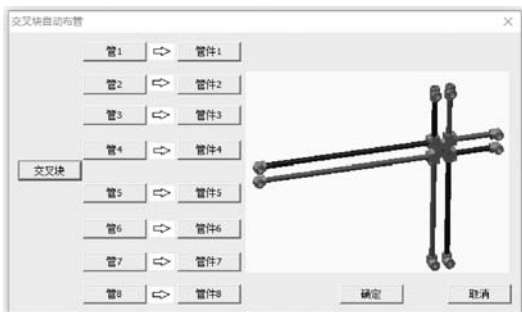 交叉块自动布管
管1 管件1
管2 管件2
管3 管件3
管4 管件4
交叉块
管5 管件5
管6 管件6
管7 管件7
管8 管件8
确定 取消